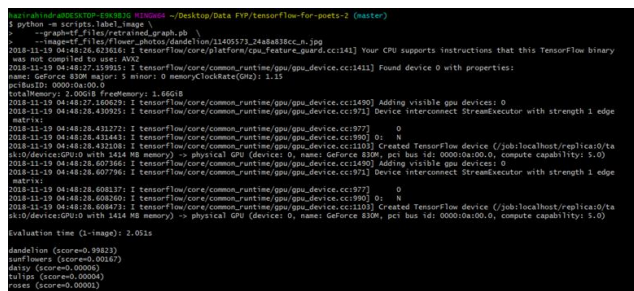 hazirahindra@DESKTOP-E9K9BJG MINGW64 ~/Desktop/Data FYP/tensorflow-for-poets-2 (master)
$ python -m scripts.label_image \
> --graph=tf_files/retrained_graph.pb \
> --image=tf_files/flower_photos/dandelion/11405573_24a8a838cc_n.jpg
2018-11-19 04:48:26.623616: I tensorflow/core/platform/cpu_feature_guard.cc:141] Your CPU supports instructions that this TensorFlow binary
was not compiled to use: AVX2
2018-11-19 04:48:27.159915: I tensorflow/core/common_runtime/gpu/gpu_device.cc:1411] Found device 0 with properties:
name: GeForce 830M major: 5 minor: 0 memoryClockRate(GHz): 1.15
pciBusID: 0000:0a:00.0
totalMemory: 2.00GiB freeMemory: 1.66GiB
2018-11-19 04:48:27.160629: I tensorflow/core/common_runtime/gpu/gpu_device.cc:1490] Adding visible gpu devices: 0
2018-11-19 04:48:28.430921: I tensorflow/core/common_runtime/gpu/gpu_device.cc:971] Device interconnect StreamExecutor with strength 1 edge
matrix:
2018-11-19 04:48:28.431272: I tensorflow/core/common_runtime/gpu/gpu_device.cc:977] 0
2018-11-19 04:48:28.431443: I tensorflow/core/common_runtime/gpu/gpu_device.cc:990] 0: N
2018-11-19 04:48:28.432108: I tensorflow/core/common_runtime/gpu/gpu_device.cc:1103] Created TensorFlow device (/job:localhost/replica:0/ta
sk:0/device:GPU:0 with 1414 MB memory) -> physical GPU (device: 0, name: GeForce 830M, pci bus id: 0000:0a:00.0, compute capability: 5.0)
2018-11-19 04:48:28.607366: I tensorflow/core/common_runtime/gpu/gpu_device.cc:1490] Adding visible gpu devices: 0
2018-11-19 04:48:28.607796: I tensorflow/core/common_runtime/gpu/gpu_device.cc:971] Device interconnect StreamExecutor with strength 1 edge
matrix:
2018-11-19 04:48:28.608137: I tensorflow/core/common_runtime/gpu/gpu_device.cc:977] 0
2018-11-19 04:48:28.608260: I tensorflow/core/common_runtime/gpu/gpu_device.cc:990] 0: N
2018-11-19 04:48:28.608473: I tensorflow/core/common_runtime/gpu/gpu_device.cc:1103] Created TensorFlow device (/job:localhost/replica:0/ta
sk:0/device:GPU:0 with 1414 MB memory) -> physical GPU (device: 0, name: GeForce 830M, pci bus id: 0000:0a:00.0, compute capability: 5.0)
Evaluation time (1-image): 2.051s
dandelion (score=0.99823)
sunflowers (score=0.00167)
daisy (score=0.00006)
tulips (score=0.00004)
roses (score=0.00001)